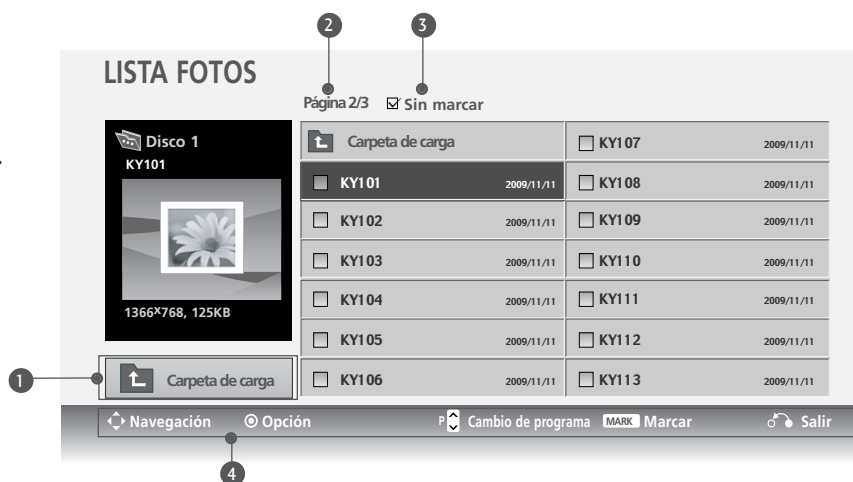 2 3
LISTA FOTOS
Página 2/3 Sin marcar
Disco 1
KY101
1366x768, 125KB
Carpeta de carga
KY101 2009/11/11
KY102 2009/11/11
KY103 2009/11/11
KY104 2009/11/11
KY105 2009/11/11
KY106 2009/11/11
KY107 2009/11/11
KY108 2009/11/11
KY109 2009/11/11
KY110 2009/11/11
KY111 2009/11/11
KY112 2009/11/11
KY113 2009/11/11
1
Carpeta de carga
Navegación Opción P Cambio de programa MARK Marcar Salir
4